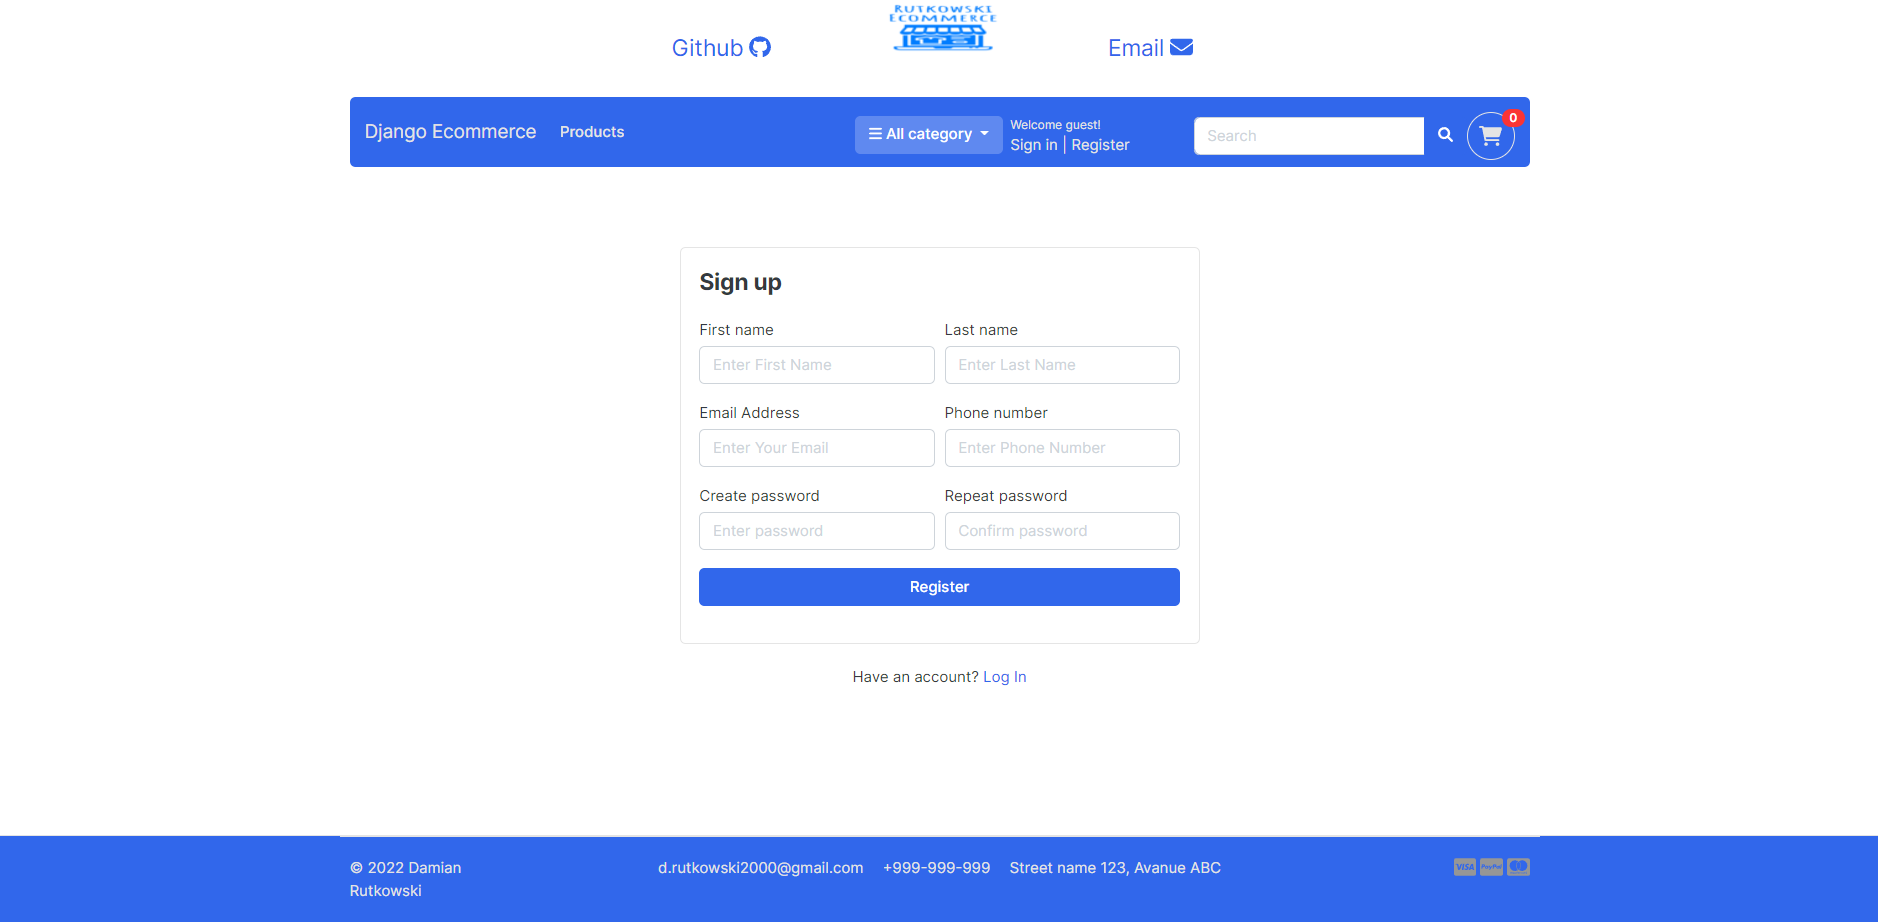 RUTKOWSKI
ECOMMERCE
Github
Email
Django Ecommerce
Products
All category
Welcome guest!
Sign in | Register
Search
0
Sign up
First name
Last name
Enter First Name
Enter Last Name
Email Address
Phone number
Enter Your Email
Enter Phone Number
Create password
Repeat password
Enter password
Confirm password
Register
Have an account? Log In
© 2022 Damian
Rutkowski
d.rutkowski2000@gmail.com
+999-999-999
Street name 123, Avanue ABC
VISA
PayPal